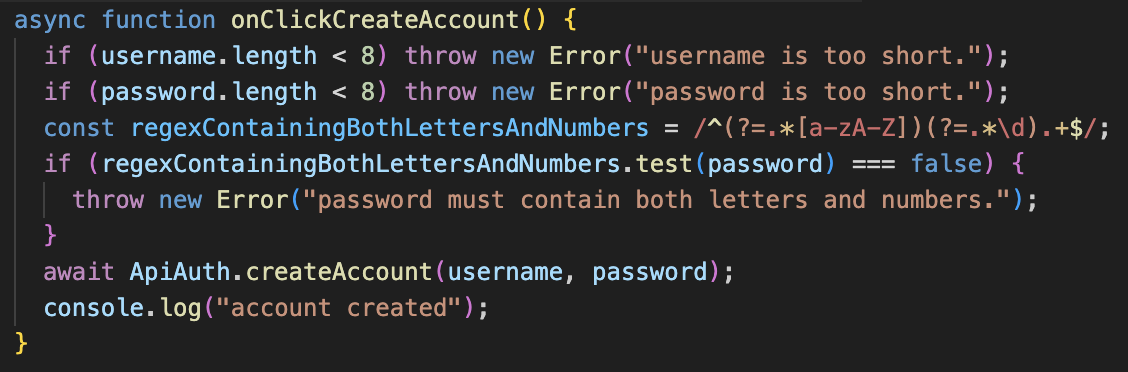 async function onClickCreateAccount() {
if (username.length < 8) throw new Error("username is too short.");
if (password.length < 8) throw new Error("password is too short.");
const regexContainingBothLettersAndNumbers = /^(?=.*[a-zA-Z])(?=.*\d).+$/;
if (regexContainingBothLettersAndNumbers.test(password) === false) {
throw new Error("password must contain both letters and numbers.");
}
await ApiAuth.createAccount(username, password);
console.log("account created");
}